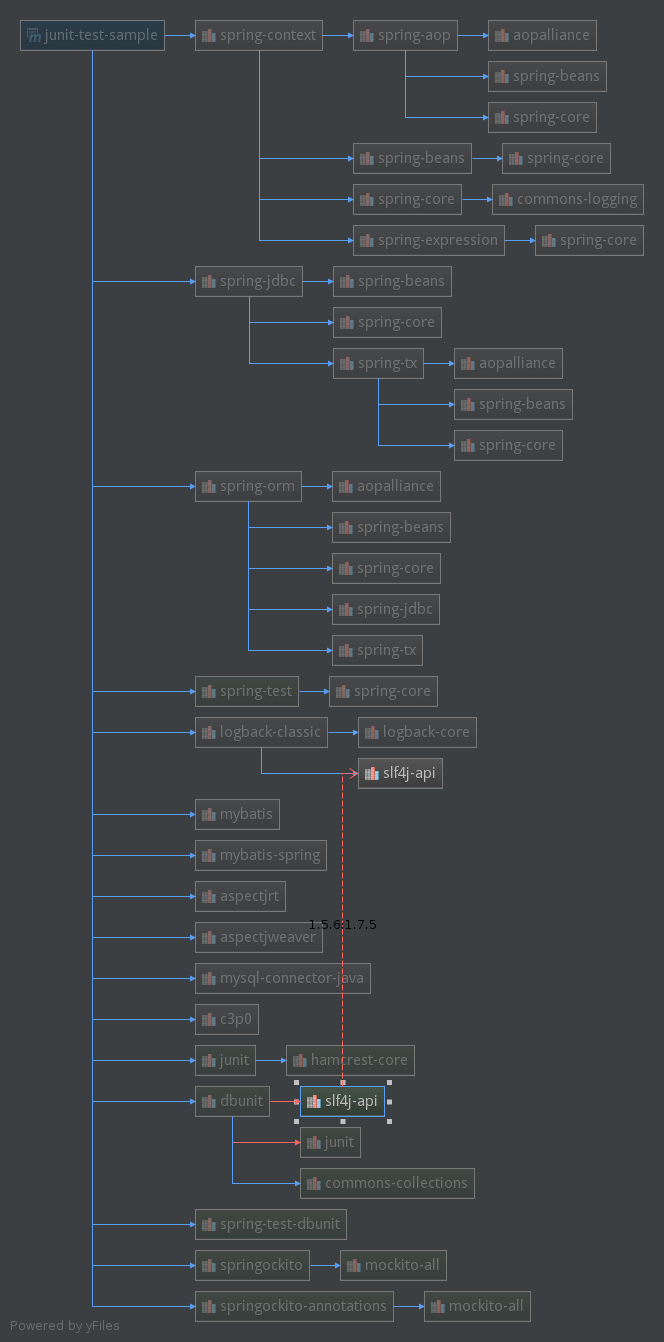 junit-test-sample spring-context spring-aop aopalliance
spring-beans
spring-core
spring-beans spring-core
spring-core commons-logging
spring-expression spring-core
spring-jdbc spring-beans
spring-core
spring-tx aopalliance
spring-beans
spring-core
spring-orm aopalliance
spring-beans
spring-core
spring-jdbc
spring-tx
spring-test spring-core
logback-classic logback-core
slf4j-api
mybatis
mybatis-spring
aspectjrt
1.5.6:1.7.5
aspectjweaver
mysql-connector-java
c3p0
junit hamcrest-core
dbunit slf4j-api
junit
commons-collections
spring-test-dbunit
springockito mockito-all
springockito-annotations mockito-all
Powered by yFiles